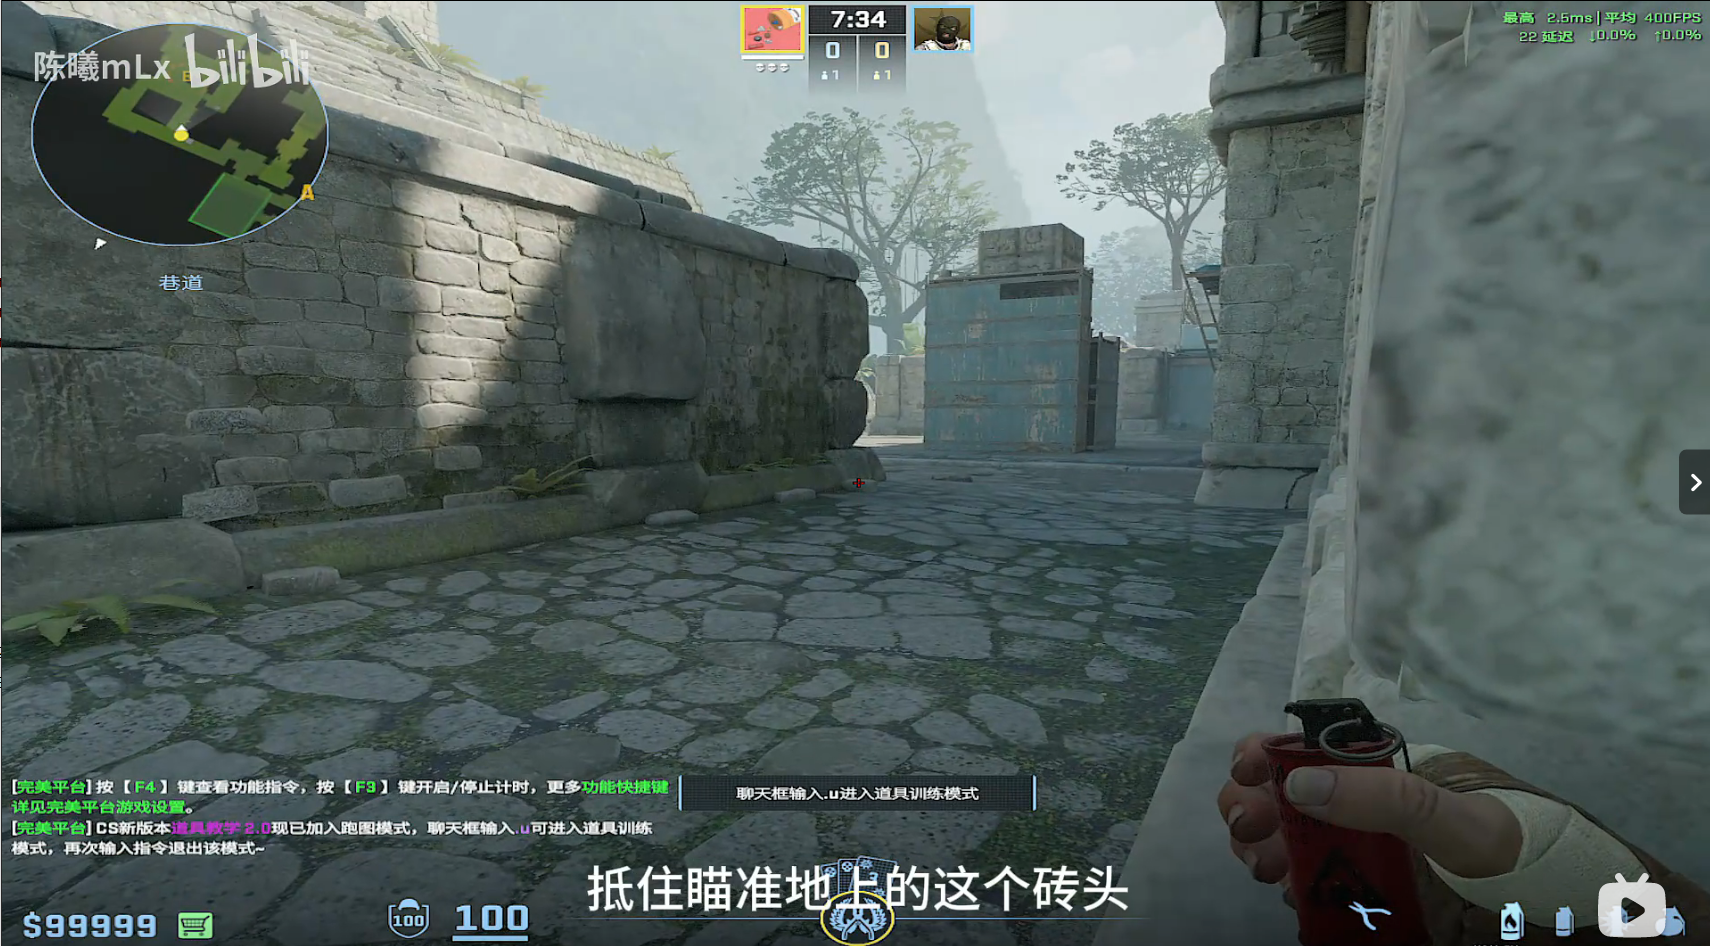 陈曦mLx bilibili
B
A
巷道
7:34
0 0
1 1
最高 2.5ms | 平均 400FPS
22 延迟 ↓0.0% ↑0.0%
[完美平台] 按【 F4 】键查看功能指令，按【 F3 】键开启/停止计时，更多功能快捷键
详见完美平台游戏设置。
[完美平台] CS新版本道具教学 2.0现已加入跑图模式，聊天框输入.u可进入道具训练
模式，再次输入指令退出该模式~
聊天框输入.u进入道具训练模式
抵住瞄准地上的这个砖头
$99999
100
100